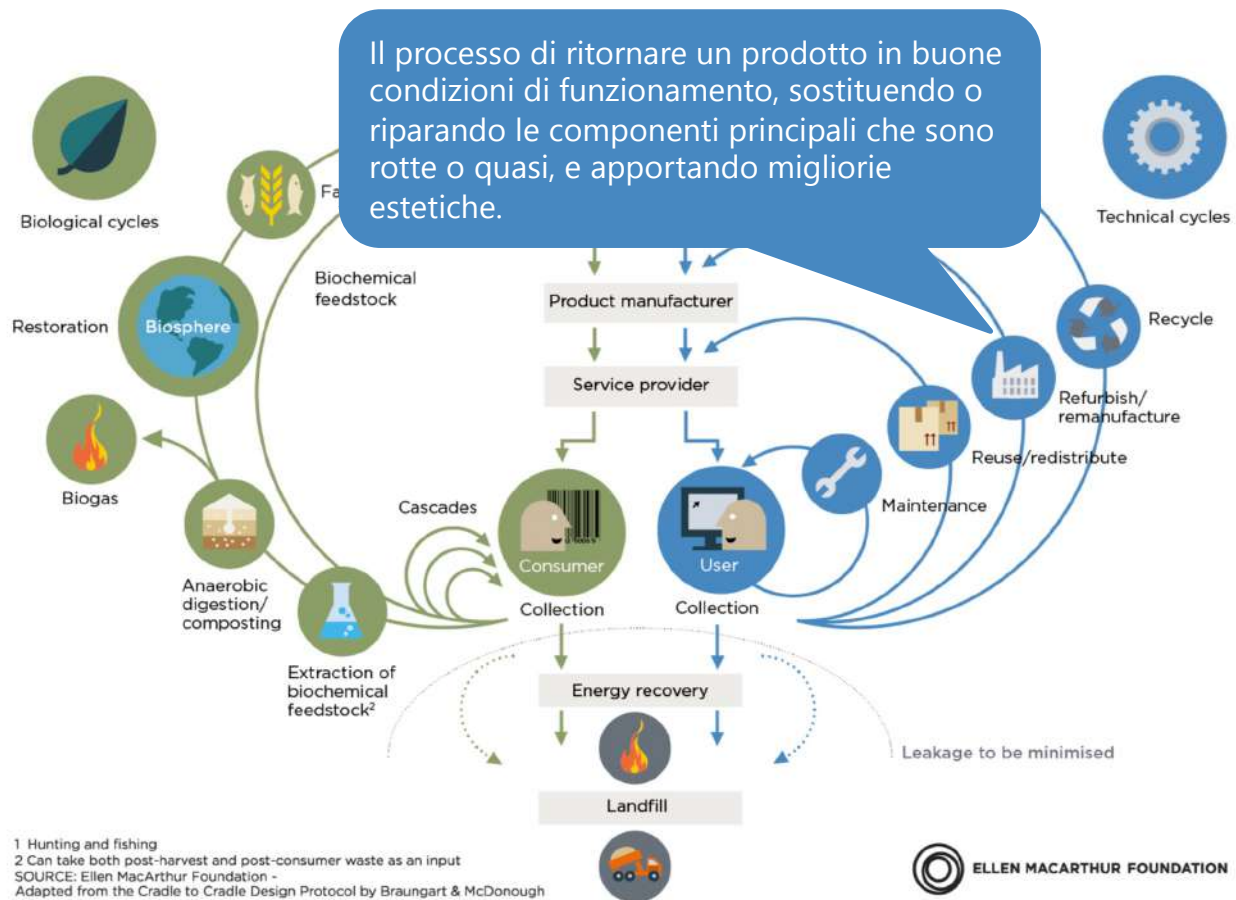 Il processo di ritornare un prodotto in buone
condizioni di funzionamento, sostituendo o
riparando le componenti principali che sono
rotte o quasi, e apportando migliorie
estetiche.
Biological cycles
Technical cycles
Fa
Biochemical
feedstock
Restoration
Biosphere
Biogas
Anaerobic
digestion/
composting
Extraction of
biochemical
feedstock²
Cascades
Product manufacturer
Service provider
Consumer
Collection
User
Collection
Maintenance
Reuse/redistribute
Refurbish/
remanufacture
Recycle
Energy recovery
Leakage to be minimised
Landfill
1 Hunting and fishing
2 Can take both post-harvest and post-consumer waste as an input
SOURCE: Ellen MacArthur Foundation -
Adapted from the Cradle to Cradle Design Protocol by Braungart & McDonough
ELLEN MACARTHUR FOUNDATION